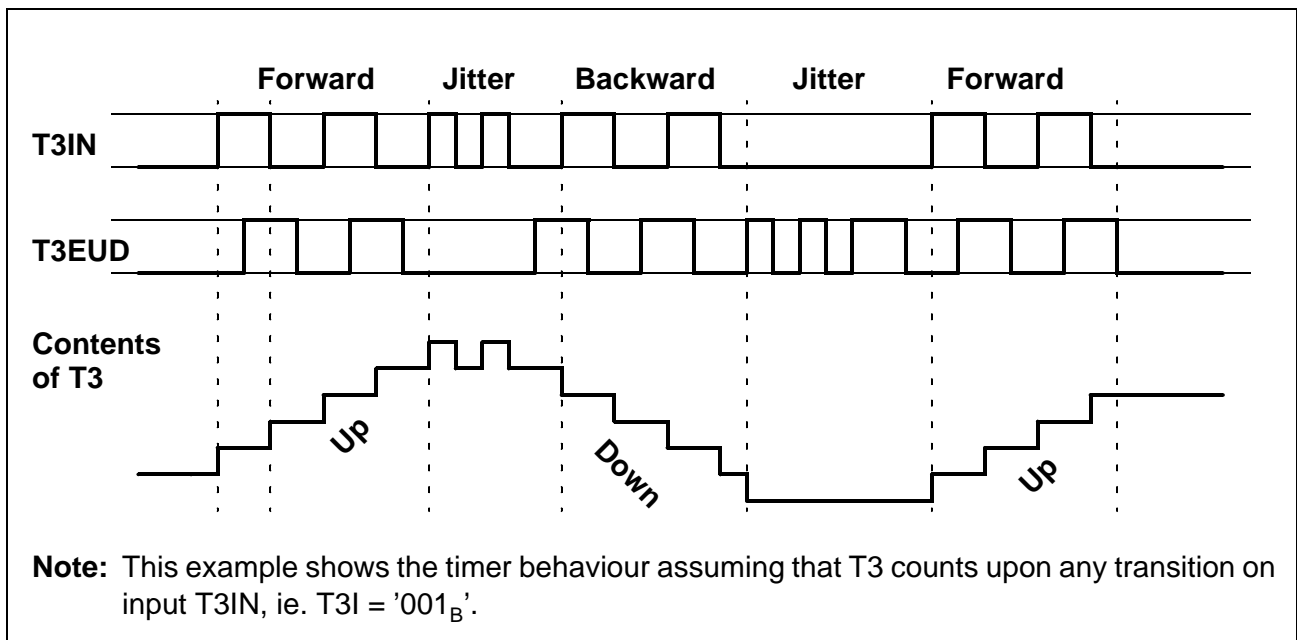 Forward Jitter Backward Jitter Forward
T3IN
T3EUD
Contents
of T3
Up
Down
Up
Note: This example shows the timer behaviour assuming that T3 counts upon any transition on
input T3IN, ie. T3I = '001B'.